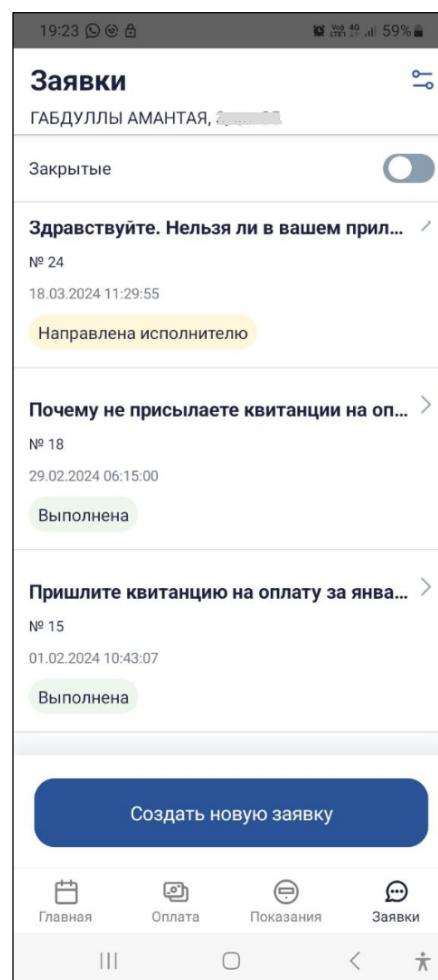 19:23
59%
Заявки
ГАБДУЛЛЫ АМАНТАЯ,
Закрытые
Здравствуйте. Нельзя ли в вашем прил...
№ 24
18.03.2024 11:29:55
Направлена исполнителю
Почему не присылаете квитанции на оп...
№ 18
29.02.2024 06:15:00
Выполнена
Пришлите квитанцию на оплату за янва...
№ 15
01.02.2024 10:43:07
Выполнена
Создать новую заявку
Главная
Оплата
Показания
Заявки